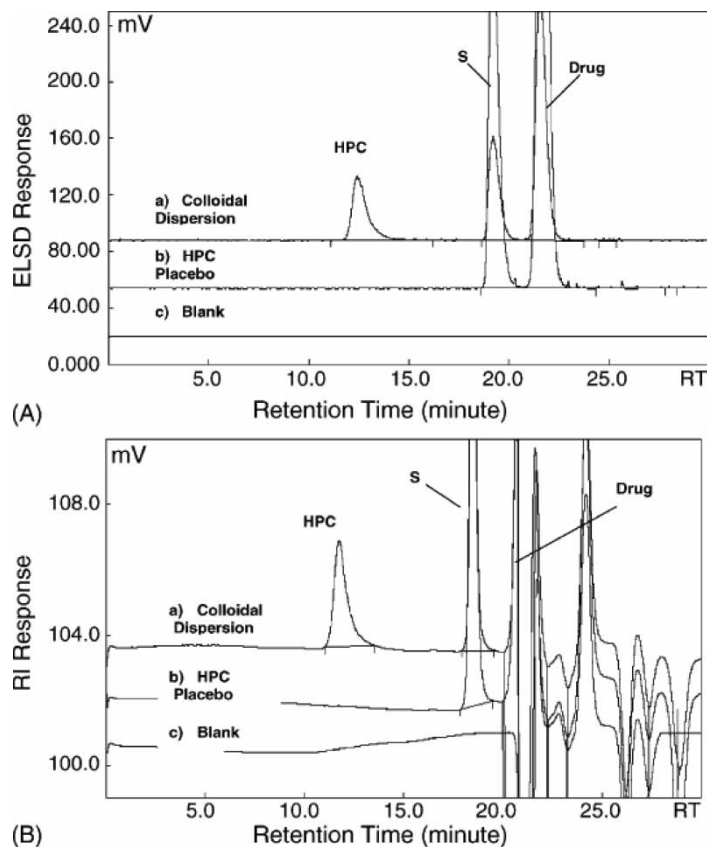 mV
240.0
S
Drug
200.0
160.0
HPC
120.0
a) Colloidal
Dispersion
80.00
b) HPC
Placebo
40.00
c) Blank
0.000
5.0 10.0 15.0 20.0 25.0 RT
ELSD Response
(A)
Retention Time (minute)
mV
108.0
S
Drug
HPC
a) Colloidal
Dispersion
104.0
b) HPC
Placebo
c) Blank
100.0
5.0 10.0 15.0 20.0 25.0 RT
RI Response
(B)
Retention Time (minute)